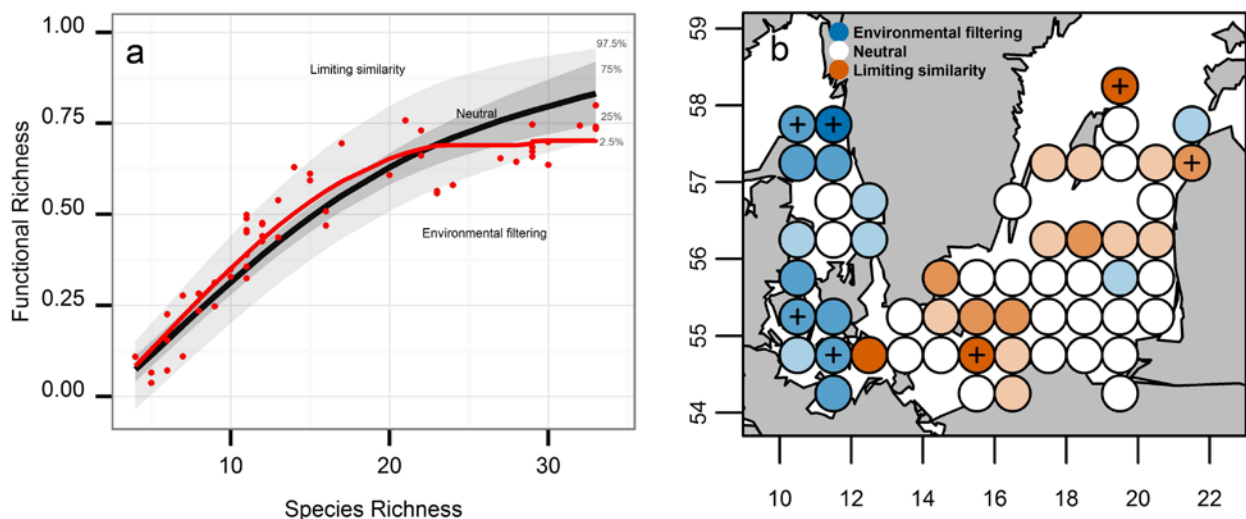 a
1.00
0.75
0.50
0.25
0.00
Functional Richness
10
20
30
Species Richness
Limiting similarity
Neutral
Environmental filtering
97.5%
75%
25%
2.5%
b
Environmental filtering
Neutral
Limiting similarity
59
58
57
56
55
54
10
12
14
16
18
20
22